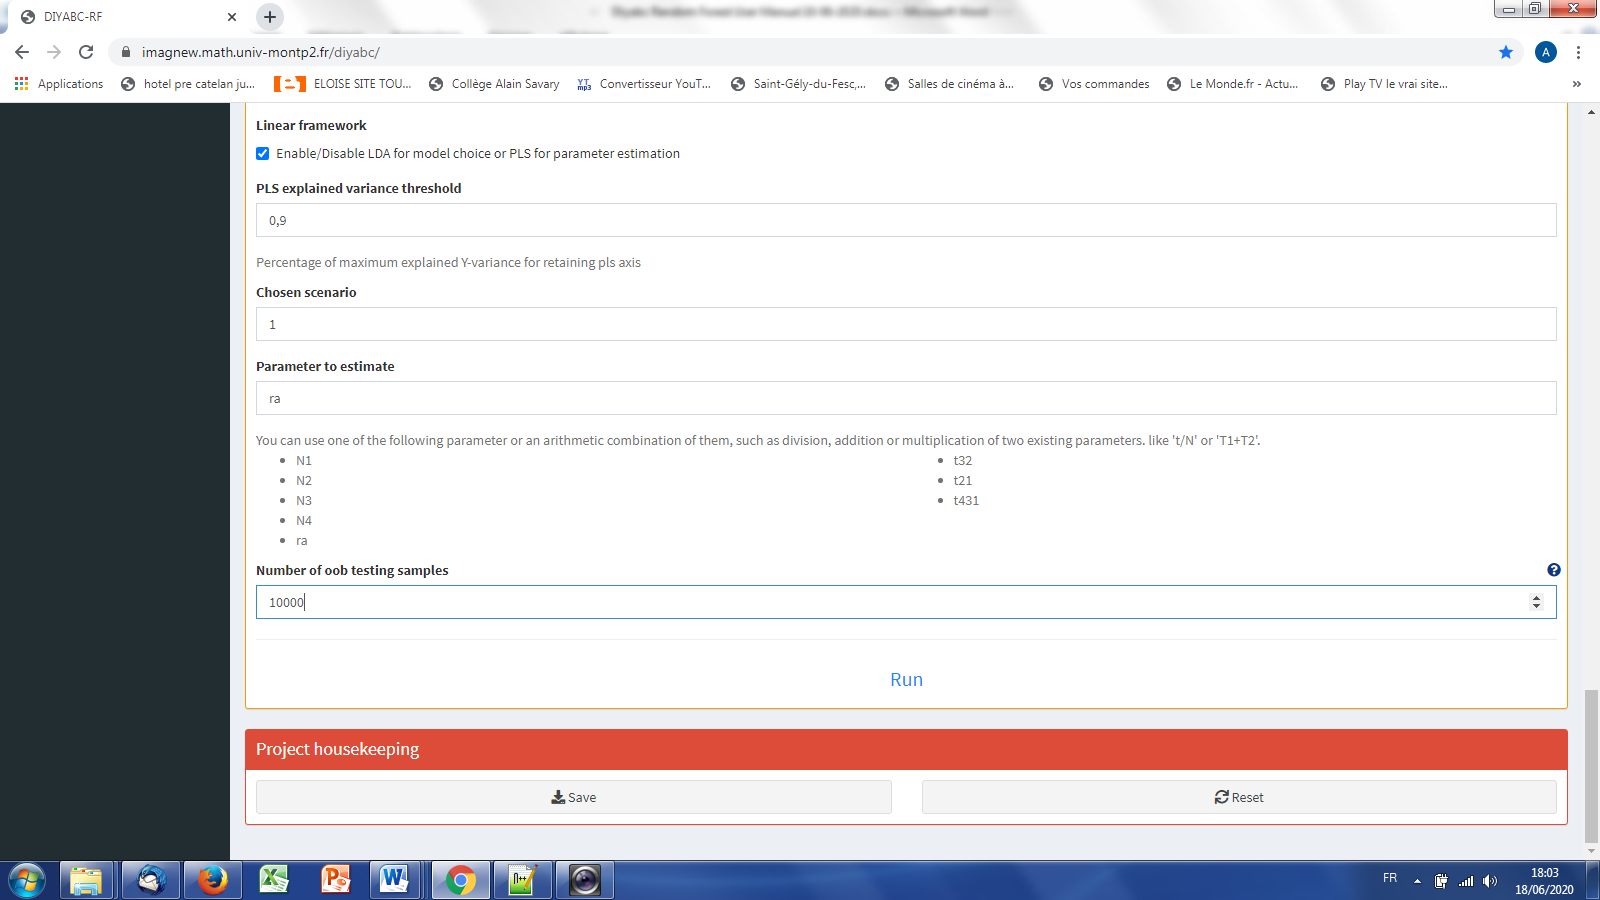 DIYABC-RF
imagnew.math.univ-montp2.fr/diyabc/
A
Applications
hotel pre catelan ju...
ELOISE SITE TOU...
Collège Alain Savary
YT mp3
Convertisseur YouT...
Saint-Gély-du-Fesc,...
Salles de cinéma à...
Vos commandes
Le Monde.fr - Actu...
Play TV le vrai site...
»
Linear framework
Enable/Disable LDA for model choice or PLS for parameter estimation
PLS explained variance threshold
0,9
Percentage of maximum explained Y-variance for retaining pls axis
Chosen scenario
1
Parameter to estimate
ra
You can use one of the following parameter or an arithmetic combination of them, such as division, addition or multiplication of two existing parameters. like 't/N' or 'T1+T2'.
N1
N2
N3
N4
ra
t32
t21
t431
Number of oob testing samples
10000
Run
Project housekeeping
Save
Reset
FR
18:03
18/06/2020